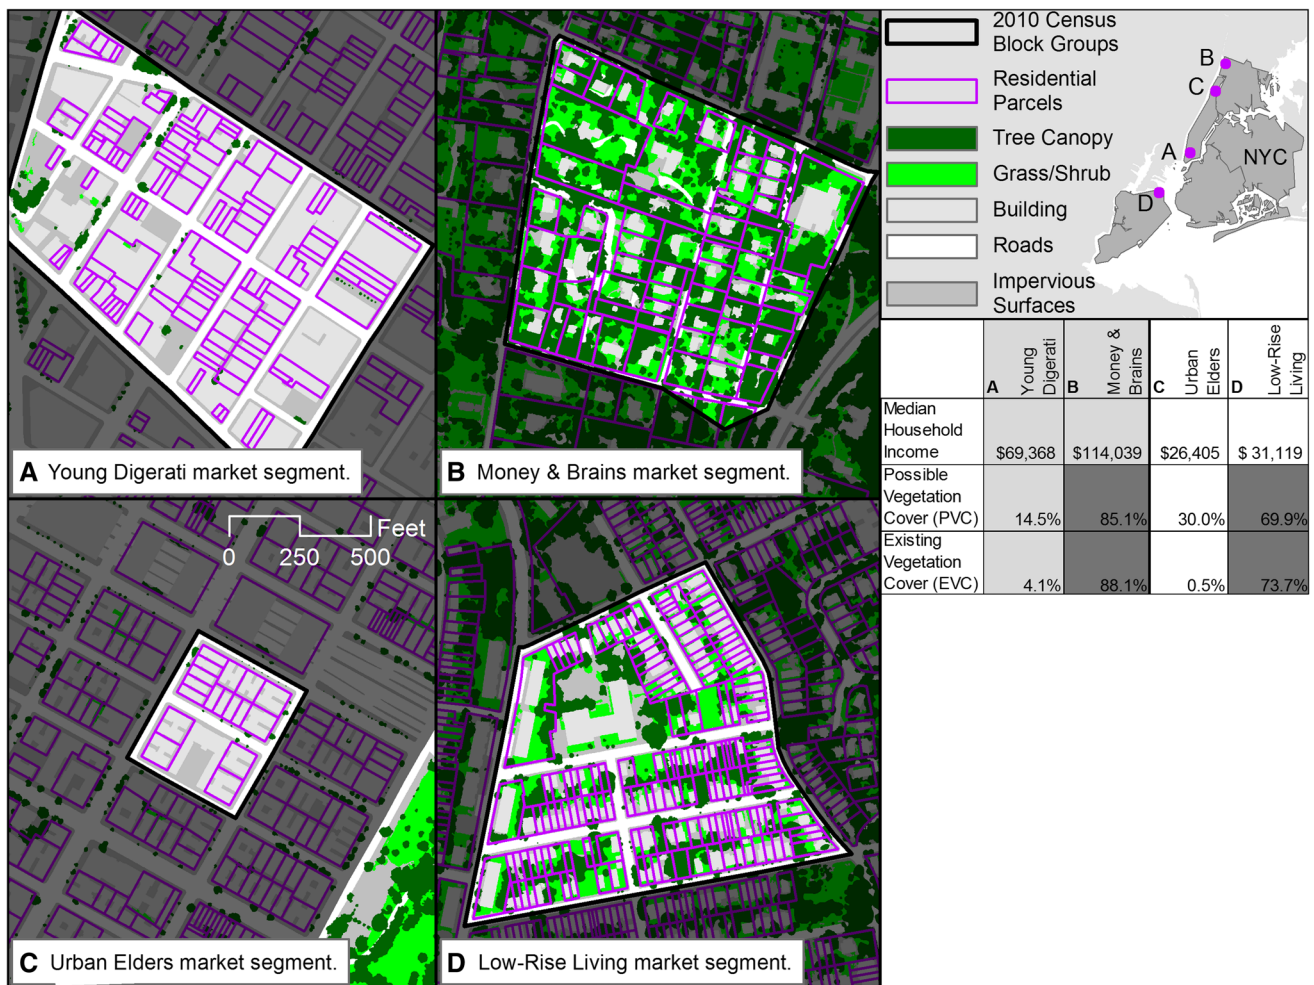 A Young Digerati market segment.
B Money & Brains market segment.
Feet
0 250 500
C Urban Elders market segment.
D Low-Rise Living market segment.
2010 Census
Block Groups
Residential
Parcels
Tree Canopy
Grass/Shrub
Building
Roads
Impervious
Surfaces
B
C
A
NYC
D
A Young
Digerati
B Money &
Brains
C Urban
Elders
D Low-Rise
Living
Median
Household
Income $69,368 $114,039 $26,405 $ 31,119
Possible
Vegetation
Cover (PVC) 14.5% 85.1% 30.0% 69.9%
Existing
Vegetation
Cover (EVC) 4.1% 88.1% 0.5% 73.7%